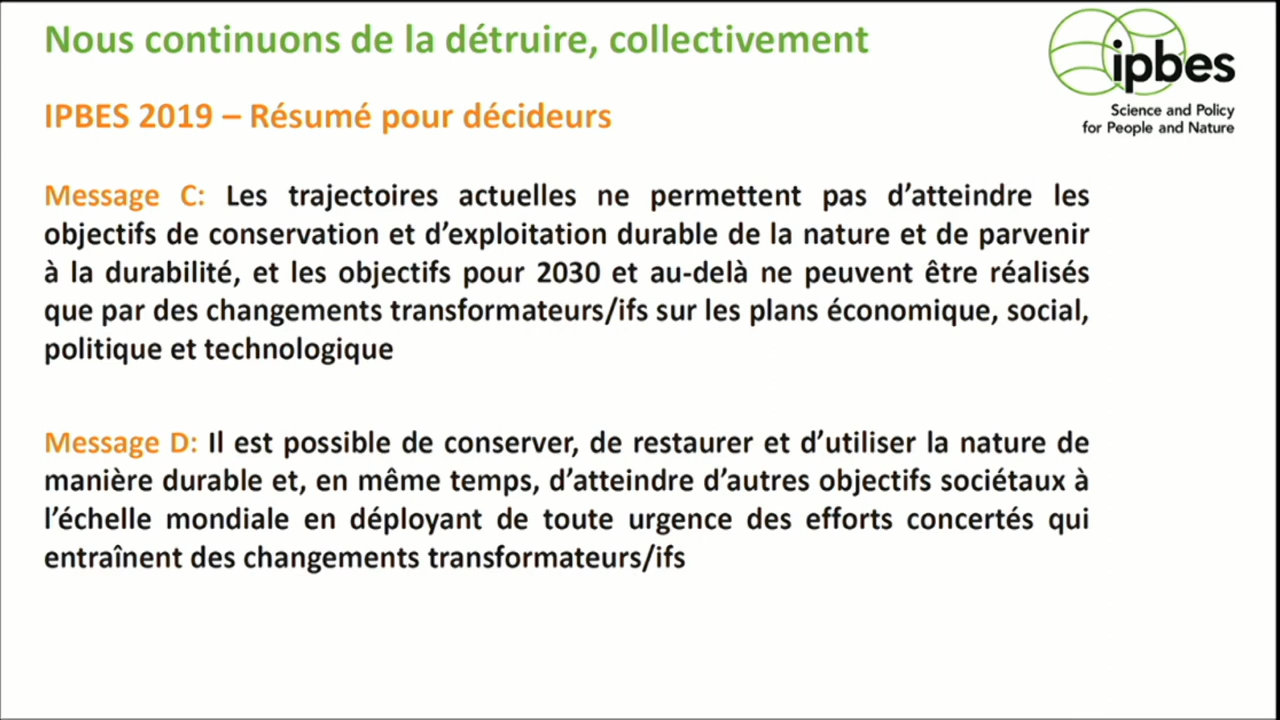 Nous continuons de la détruire, collectivement
ipbes
Science and Policy
for People and Nature
IPBES 2019 – Résumé pour décideurs
Message C: Les trajectoires actuelles ne permettent pas d’atteindre les
objectifs de conservation et d’exploitation durable de la nature et de parvenir
à la durabilité, et les objectifs pour 2030 et au-delà ne peuvent être réalisés
que par des changements transformateurs/ifs sur les plans économique, social,
politique et technologique
Message D: Il est possible de conserver, de restaurer et d’utiliser la nature de
manière durable et, en même temps, d’atteindre d’autres objectifs sociétaux à
l’échelle mondiale en déployant de toute urgence des efforts concertés qui
entraînent des changements transformateurs/ifs